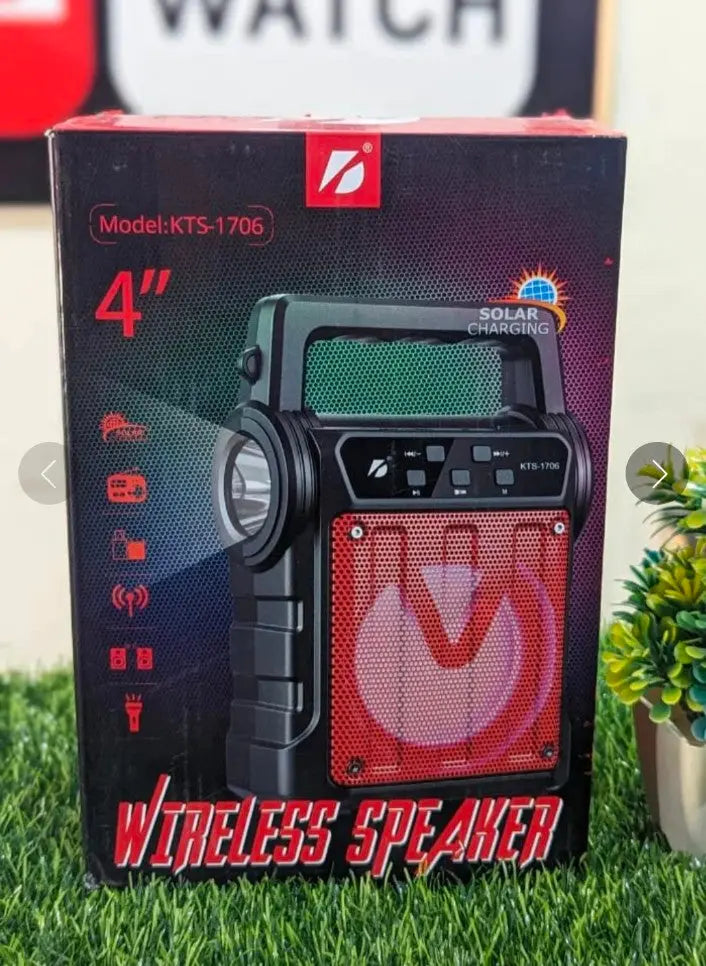 WATCH
®
Model:KTS-1706
4"
SOLAR
CHARGING
KTS-1706
WIRELESS SPEAKER